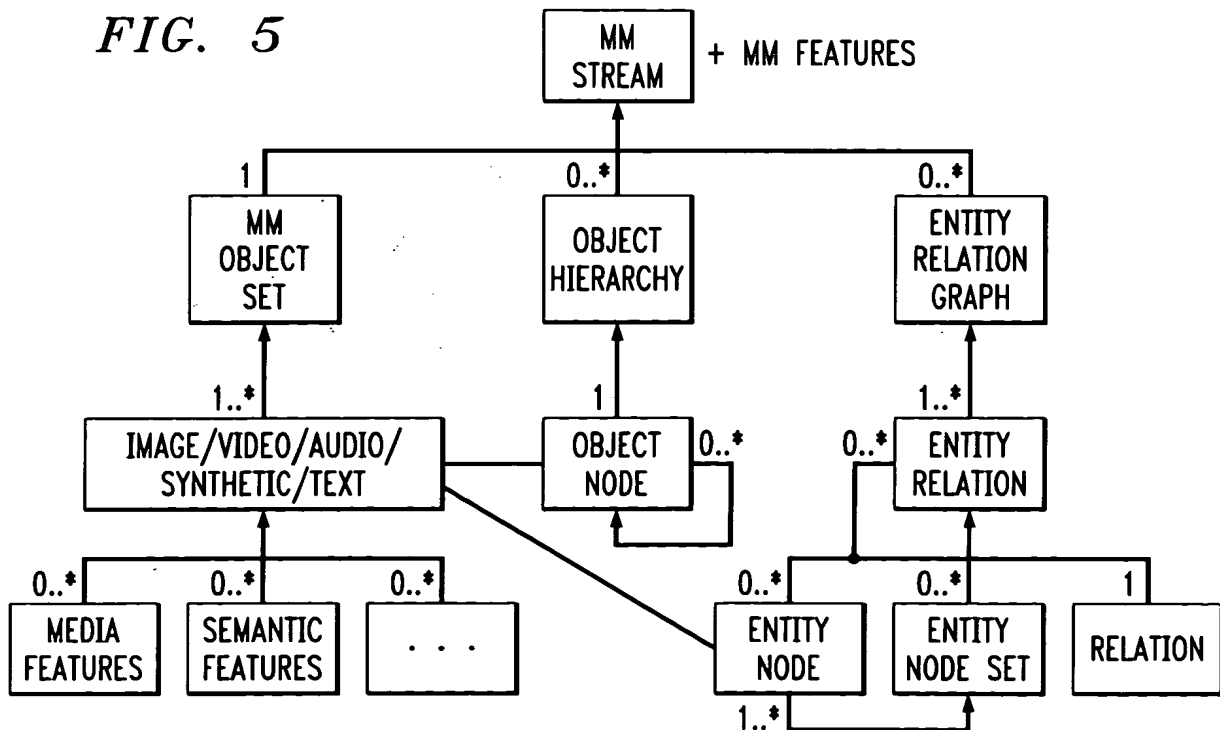 FIG. 5
MM
STREAM
+ MM FEATURES
1
0..*
0..*
MM
OBJECT
SET
OBJECT
HIERARCHY
ENTITY
RELATION
GRAPH
1..*
1
1..*
IMAGE/VIDEO/AUDIO/
SYNTHETIC/TEXT
OBJECT
NODE
0..*
0..*
ENTITY
RELATION
0..*
0..*
0..*
0..*
0..*
1
MEDIA
FEATURES
SEMANTIC
FEATURES
. . .
ENTITY
NODE
ENTITY
NODE SET
RELATION
1..*